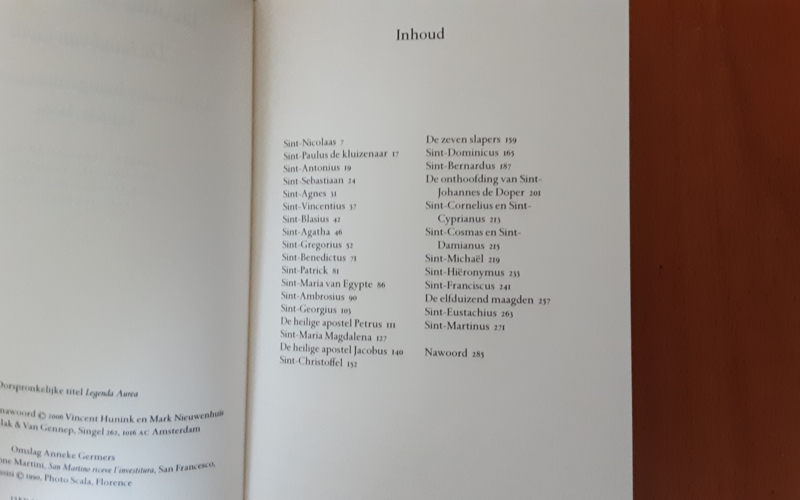 Oorspronkelijke titel Legenda Aurea
nawoord © 2006 Vincent Hunink en Mark Nieuwenhuis
& Van Gennep, Singel 262, 1016 AC Amsterdam
Omslag Anneke Germers
Martini, San Martino riceve l'investitura, San Francesco,
© 1990, Photo Scala, Florence
Inhoud
Sint-Nicolaas 7
Sint-Paulus de kluizenaar 17
Sint-Antonius 19
Sint-Sebastiaan 24
Sint-Agnes 31
Sint-Vincentius 37
Sint-Blasius 42
Sint-Agatha 46
Sint-Gregorius 52
Sint-Benedictus 71
Sint-Patrick 81
Sint-Maria van Egypte 86
Sint-Ambrosius 90
Sint-Georgius 103
De heilige apostel Petrus 111
Sint-Maria Magdalena 127
De heilige apostel Jacobus 140
Sint-Christoffel 152
De zeven slapers 159
Sint-Dominicus 165
Sint-Bernardus 187
De onthoofding van Sint-
Johannes de Doper 201
Sint-Cornelius en Sint-
Cyprianus 213
Sint-Cosmas en Sint-
Damianus 215
Sint-Michaël 219
Sint-Hiëronymus 235
Sint-Franciscus 241
De elfduizend maagden 257
Sint-Eustachius 263
Sint-Martinus 271
Nawoord 285